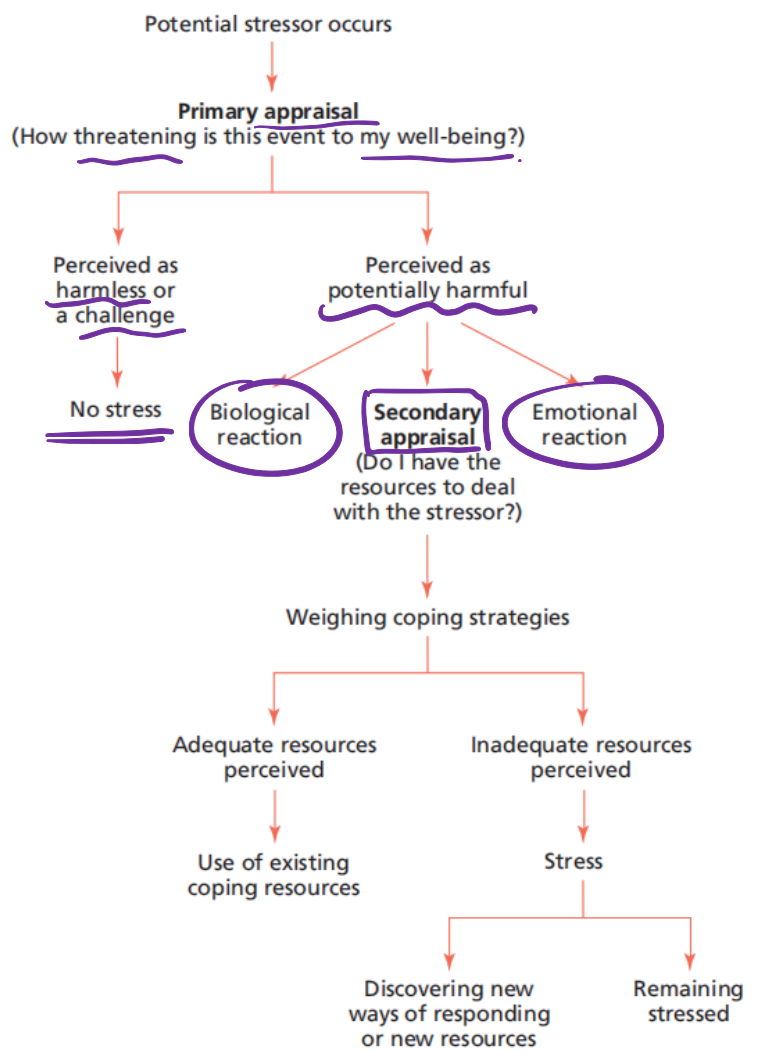 Potential stressor occurs
Primary appraisal
(How threatening is this event to my well-being?)
Perceived as
harmless or
a challenge
Perceived as
potentially harmful
No stress
Biological
reaction
Secondary
appraisal
(Do I have the
resources to deal
with the stressor?)
Emotional
reaction
Weighing coping strategies
Adequate resources
perceived
Inadequate resources
perceived
Use of existing
coping resources
Stress
Discovering new
ways of responding
or new resources
Remaining
stressed